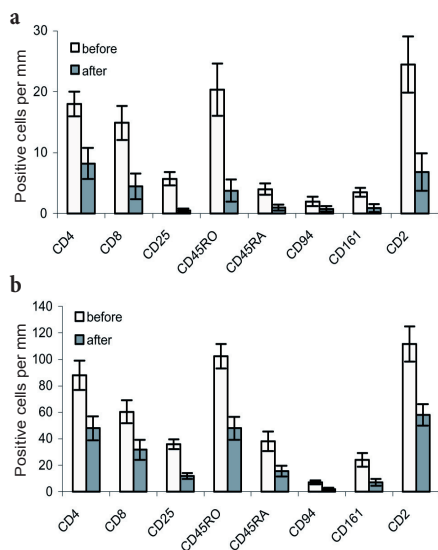 a
Positive cells per mm
30
20
10
0
before
after
CD4
CD8
CD25
CD45RO
CD45RA
CD94
CD161
CD2
b
Positive cells per mm
140
120
100
80
60
40
20
0
before
after
CD4
CD8
CD25
CD45RO
CD45RA
CD94
CD161
CD2